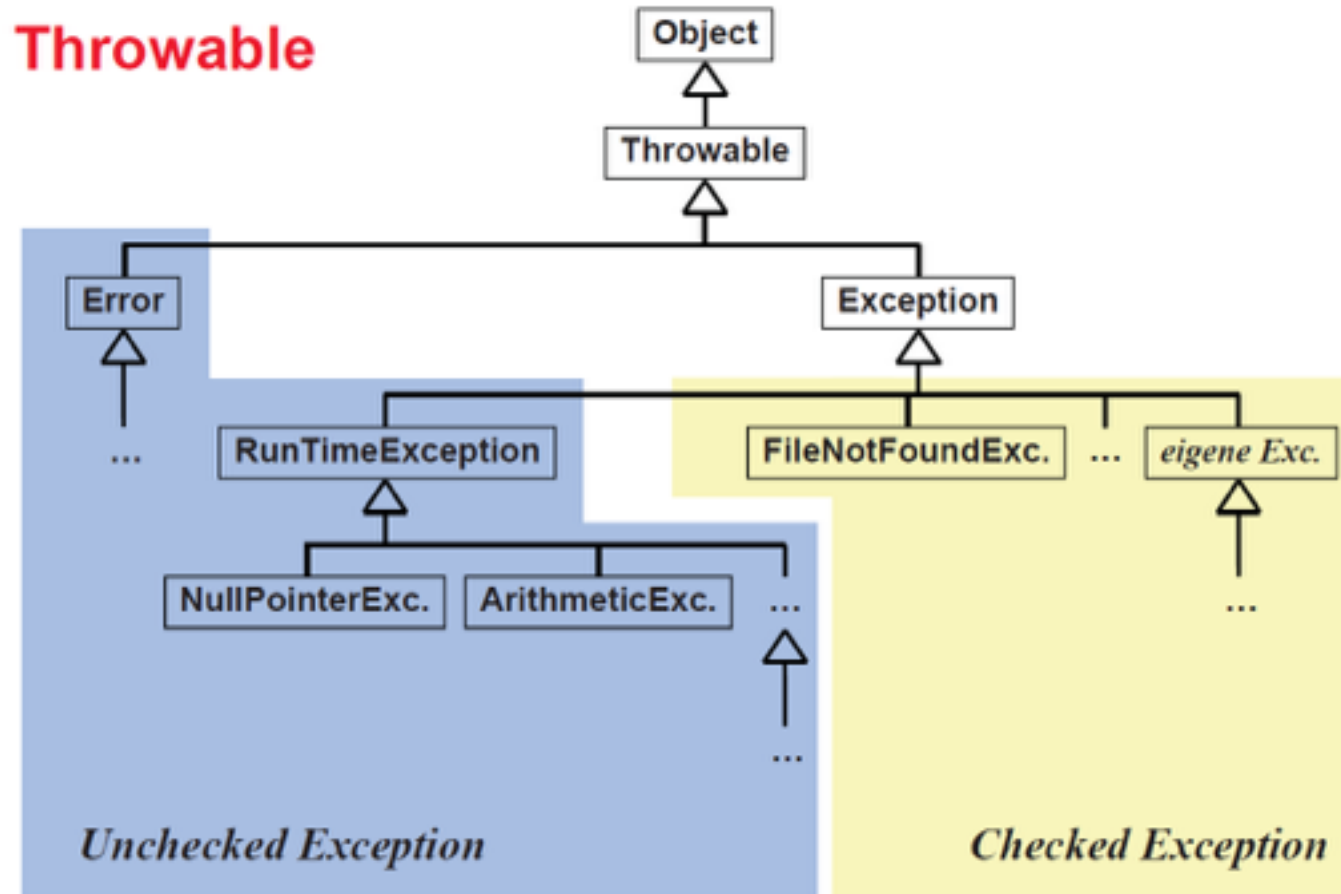 Throwable
Object
Throwable
Error
Exception
...
RunTimeException
FileNotFoundExc.
...
eigene Exc.
NullPointerExc.
ArithmeticExc.
...
...
...
Unchecked Exception
Checked Exception